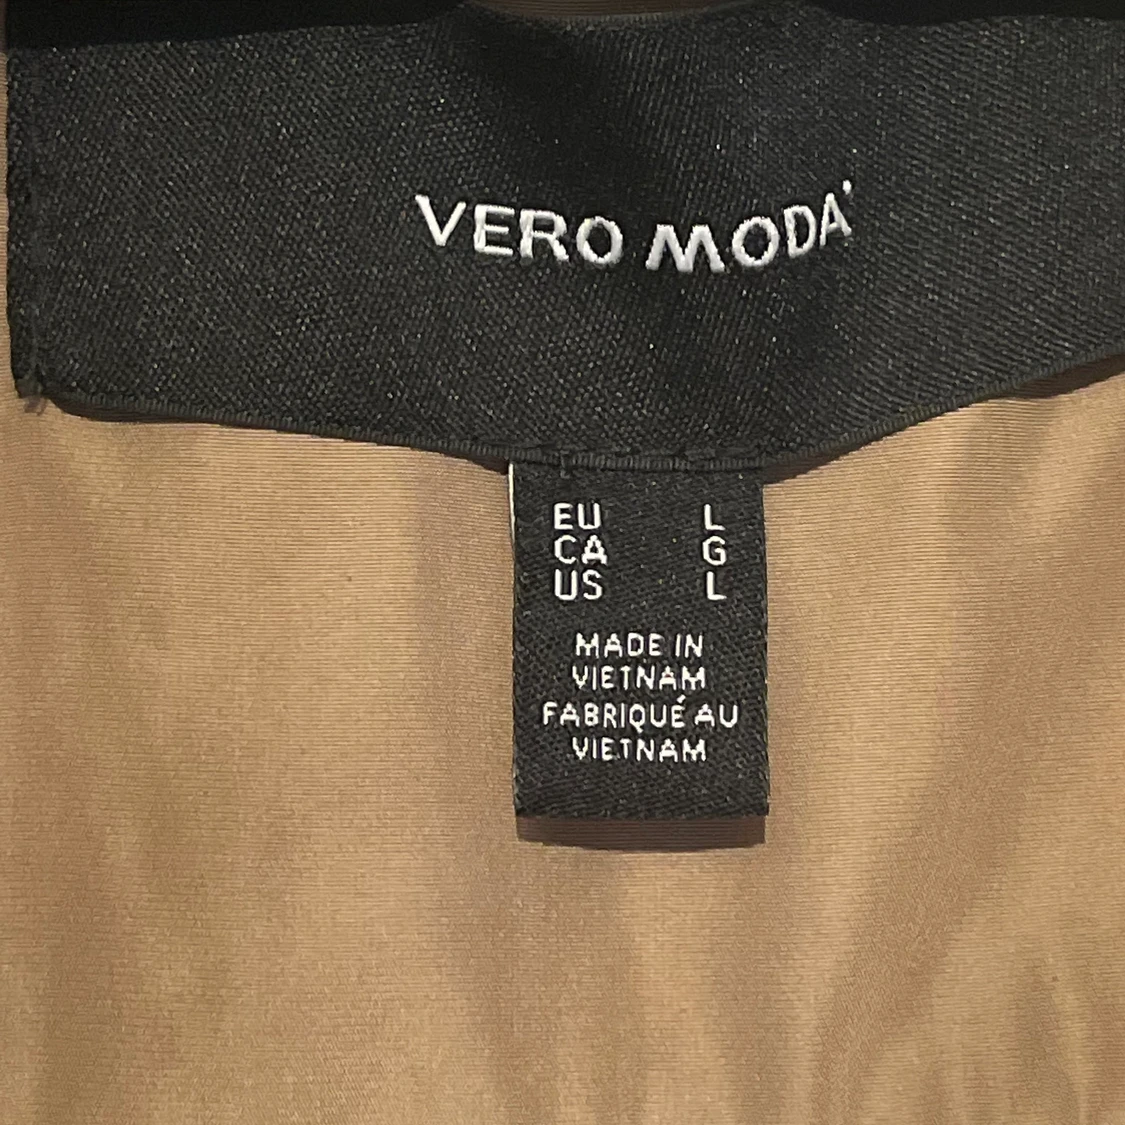 VERO MODA
EU L
CA G
US L
MADE IN
VIETNAM
FABRIQUÉ AU
VIETNAM